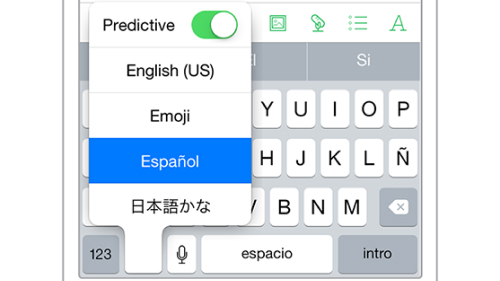 Predictive
A
English (US)
Si
Emoji
Y U I O P
Español
H J K L Ñ
日本語かな
V B N M
123
espacio
intro